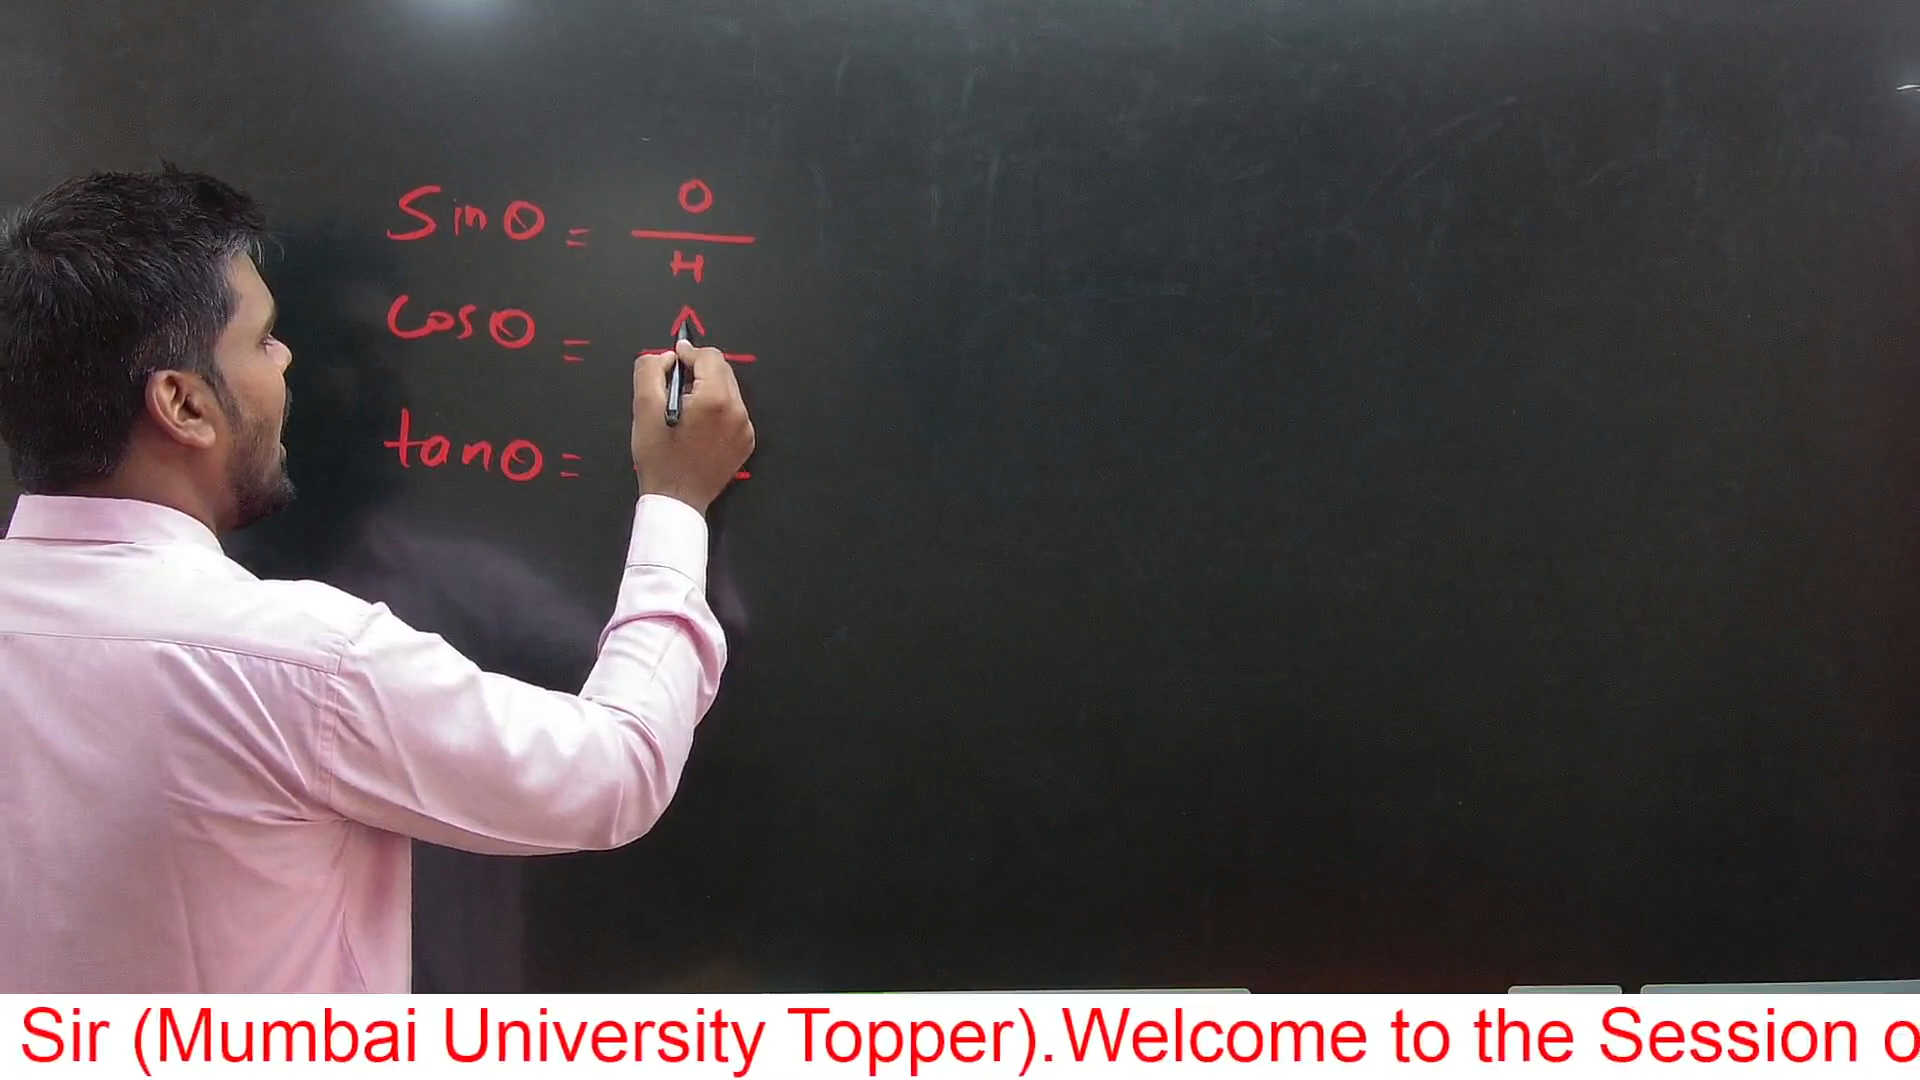 Sinθ = O
H
Cosθ = A
tanθ =
Sir (Mumbai University Topper).Welcome to the Session o